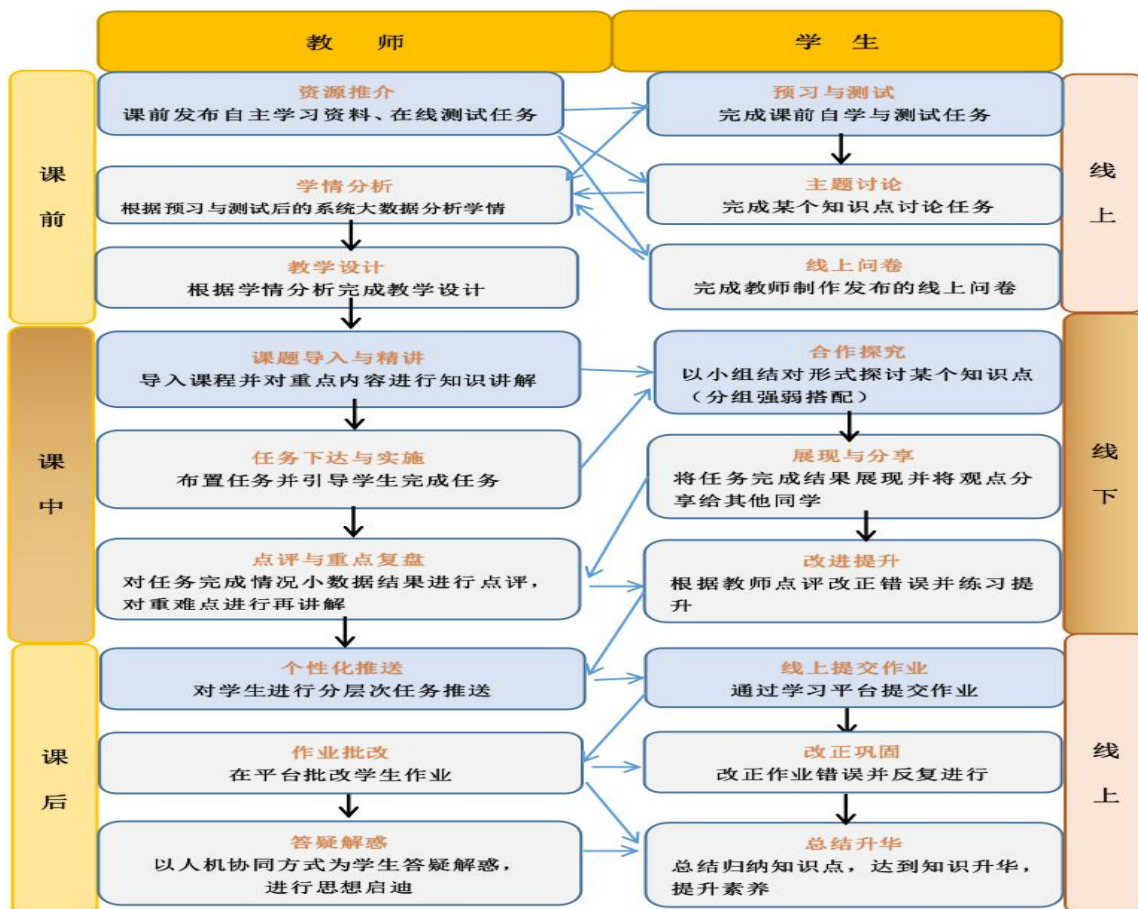 教 师
学 生
课
前
资源推介
课前发布自主学习资料、在线测试任务
学情分析
根据预习与测试后的系统大数据分析学情
教学设计
根据学情分析完成教学设计
预习与测试
完成课前自学与测试任务
主题讨论
完成某个知识点讨论任务
线上问卷
完成教师制作发布的线上问卷
线
上
课
中
课题导入与精讲
导入课程并对重点内容进行知识讲解
任务下达与实施
布置任务并引导学生完成任务
点评与重点复盘
对任务完成情况小数据结果进行点评,
对重难点进行再讲解
合作探究
以小组结对形式探讨某个知识点
（分组强弱搭配）
展现与分享
将任务完成结果展现并将观点分
享给其他同学
改进提升
根据教师点评改正错误并练习提
升
线
下
课
后
个性化推送
对学生进行分层次任务推送
作业批改
在平台批改学生作业
答疑解惑
以人机协同方式为学生答疑解惑,
进行思想启迪
线上提交作业
通过学习平台提交作业
改正巩固
改正作业错误并反复进行
总结升华
总结归纳知识点，达到知识升华，
提升素养
线
上